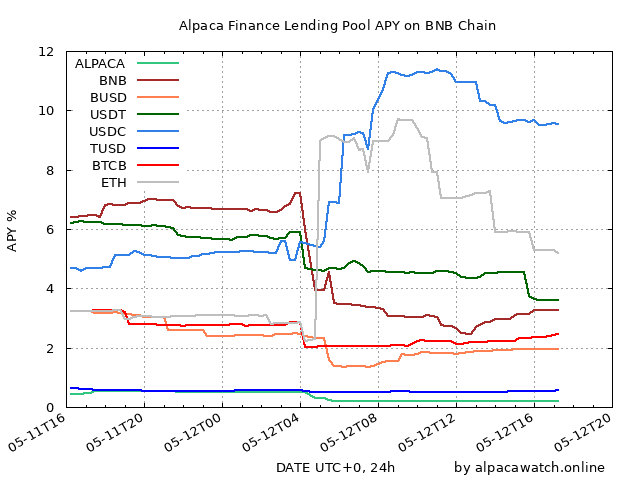 Alpaca Finance Lending Pool APY on BNB Chain
12
10
8
6
4
2
0
APY %
ALPACA
BNB
BUSD
USDT
USDC
TUSD
BTCB
ETH
05-11T16
05-11T20
05-12T00
05-12T04
05-12T08
05-12T12
05-12T16
05-12T20
DATE UTC+0, 24h
by alpacawatch.online